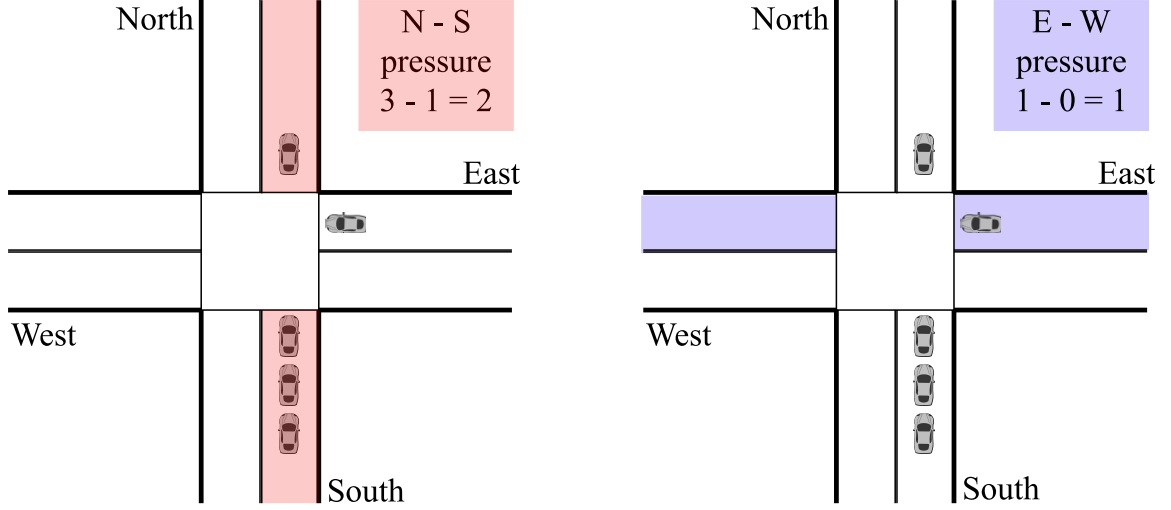 North
N - S
pressure
3 - 1 = 2
East
West
South
North
E - W
pressure
1 - 0 = 1
East
West
South